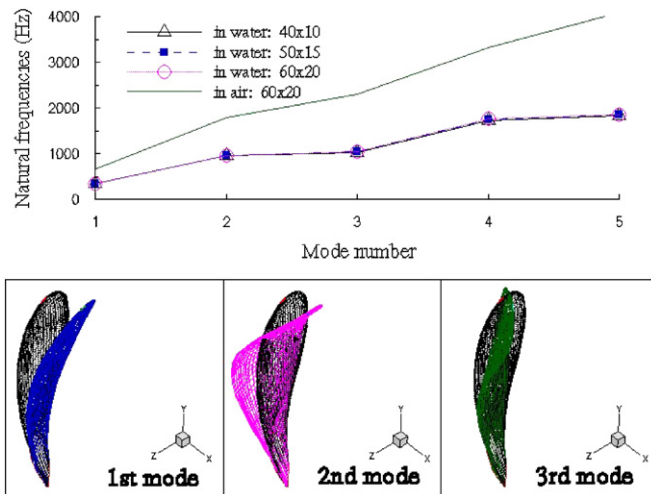 Natural frequencies (Hz)
4000
3000
2000
1000
0
in water: 40x10
in water: 50x15
in water: 60x20
in air: 60x20
1 2 3 4 5
Mode number
Y
Z
X
1st mode
Y
Z
X
2nd mode
Y
Z
X
3rd mode